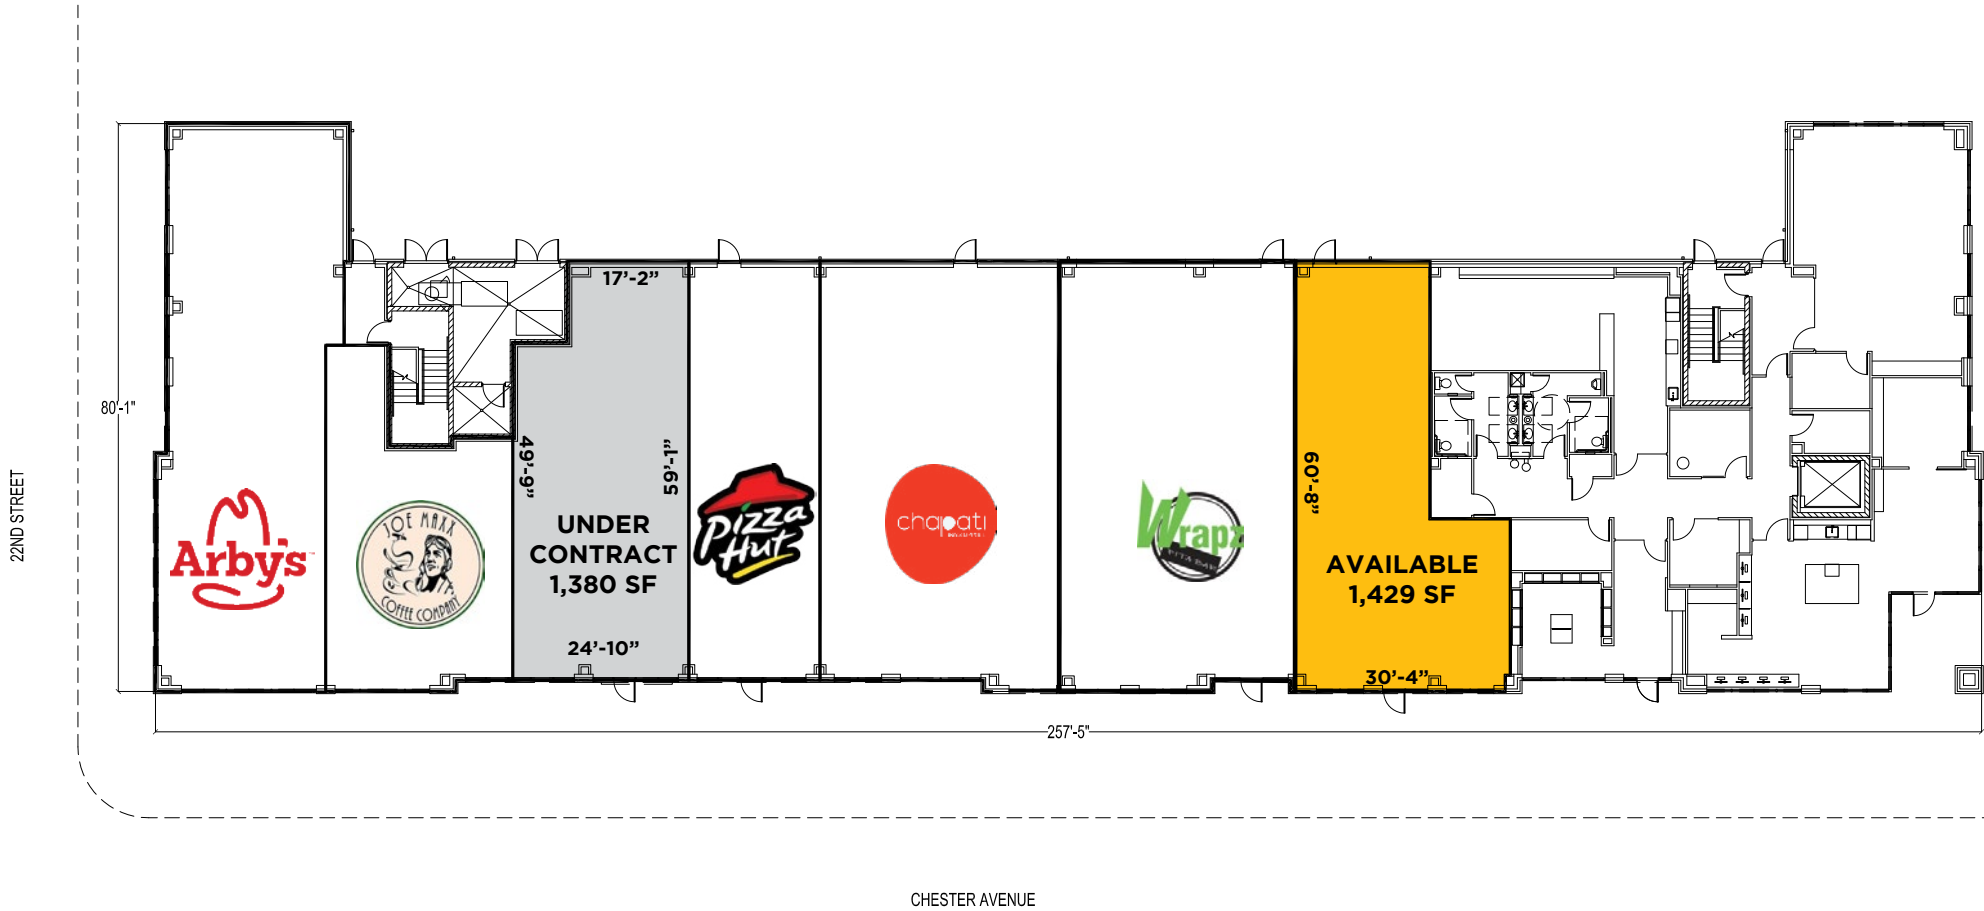 17'-2"
80'-1"
49'-9"
59'-1"
60'-8"
22ND STREET
Arby's
JOE MAXX
COFFEE COMPANY
UNDER
CONTRACT
1,380 SF
24'-10"
Pizza
Hut
chapati
Wrapz
PITA BAR
AVAILABLE
1,429 SF
30'-4"
257'-5"
CHESTER AVENUE